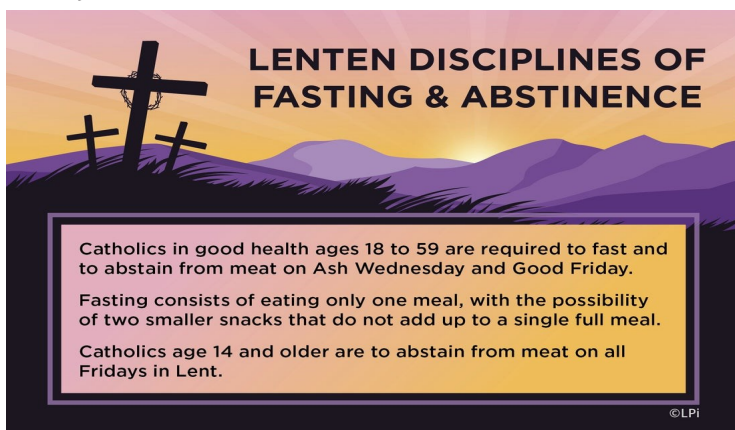 LENTEN DISCIPLINES OF
FASTING & ABSTINENCE
Catholics in good health ages 18 to 59 are required to fast and
to abstain from meat on Ash Wednesday and Good Friday.
Fasting consists of eating only one meal, with the possibility
of two smaller snacks that do not add up to a single full meal.
Catholics age 14 and older are to abstain from meat on all
Fridays in Lent.
©LPi